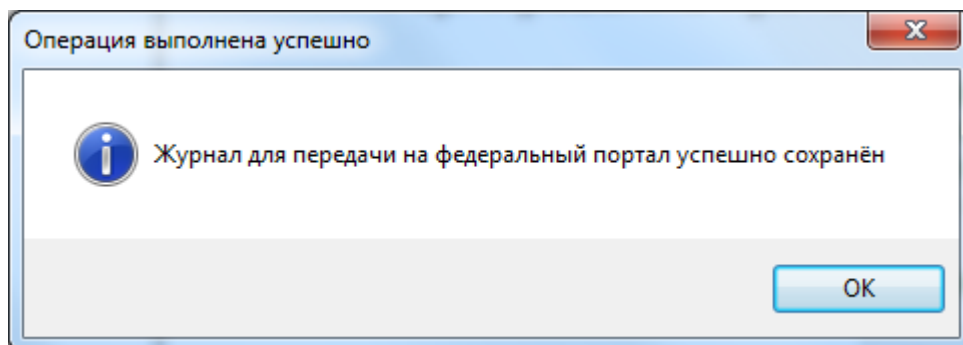 Операция выполнена успешно
Журнал для передачи на федеральный портал успешно сохранён
OK